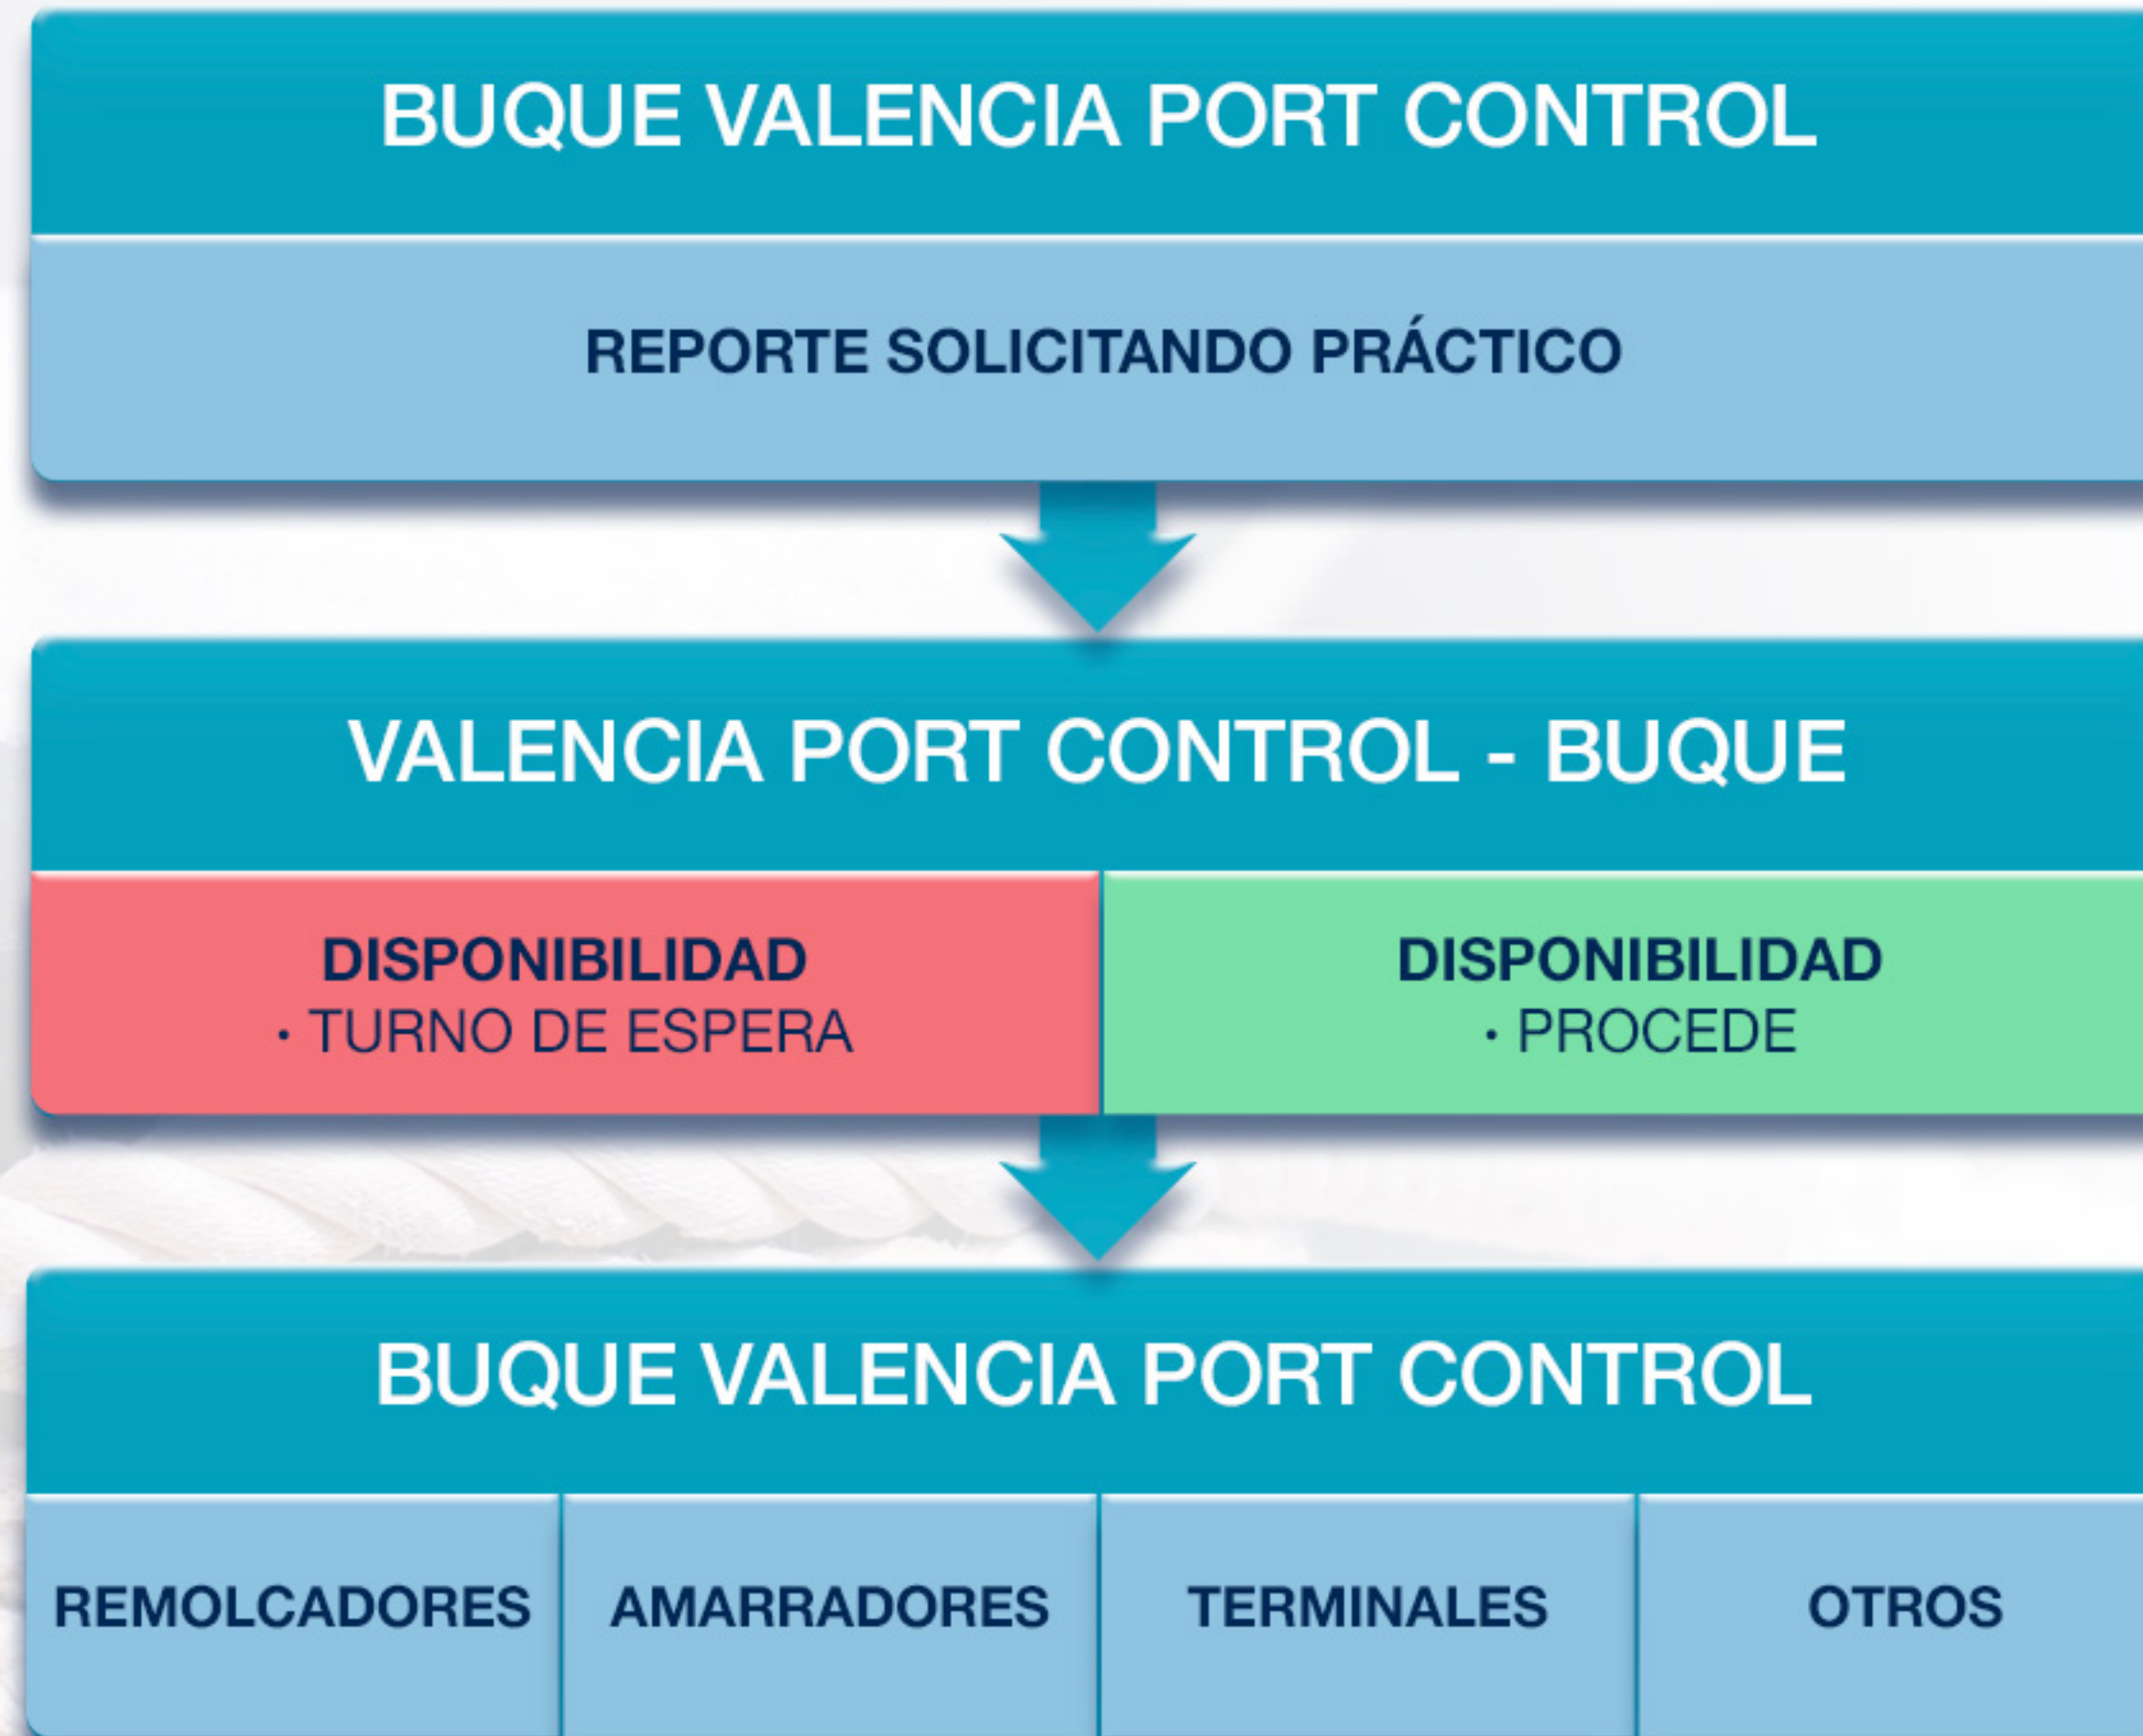 BUQUE VALENCIA PORT CONTROL
REPORTE SOLICITANDO PRÁCTICO
VALENCIA PORT CONTROL - BUQUE
DISPONIBILIDAD
• TURNO DE ESPERA
DISPONIBILIDAD
• PROCEDE
BUQUE VALENCIA PORT CONTROL
REMOLCADORES
AMARRADORES
TERMINALES
OTROS